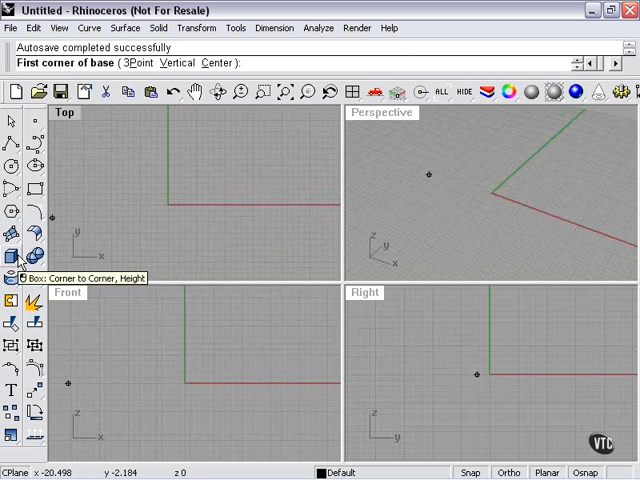 Untitled - Rhinoceros (Not For Resale)
File Edit View Curve Surface Solid Transform Tools Dimension Analyze Render Help
Autosave completed successfully
First corner of base ( 3Point Vertical Center ):
ALL HIDE
Top
Perspective
y
x
z
y
x
Box: Corner to Corner, Height
Front
Right
T
z
x
z
y
VTC
CPlane x -20.498 y -2.184 z 0 Default Snap Ortho Planar Osnap